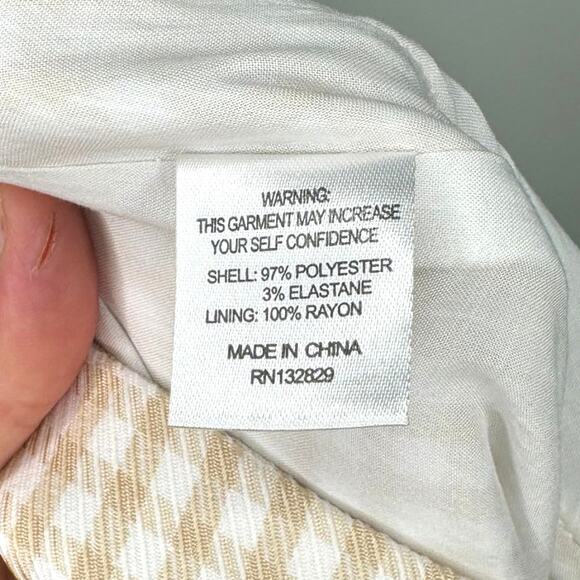 WARNING:
THIS GARMENT MAY INCREASE
YOUR SELF CONFIDENCE
SHELL: 97% POLYESTER
3% ELASTANE
LINING: 100% RAYON
MADE IN CHINA
RN132829